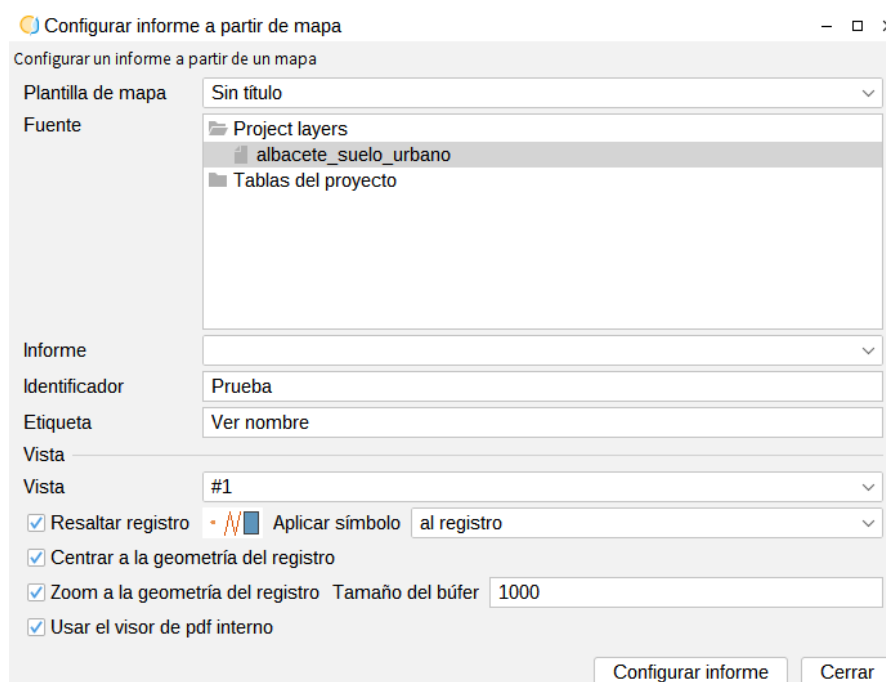 Configurar informe a partir de mapa
Configurar un informe a partir de un mapa
Plantilla de mapa Sin título
Fuente Project layers
albacete_suelo_urbano
Tablas del proyecto
Informe
Identificador Prueba
Etiqueta Ver nombre
Vista
Vista #1
Resaltar registro Aplicar símbolo al registro
Centrar a la geometría del registro
Zoom a la geometría del registro Tamaño del búfer 1000
Usar el visor de pdf interno
Configurar informe Cerrar